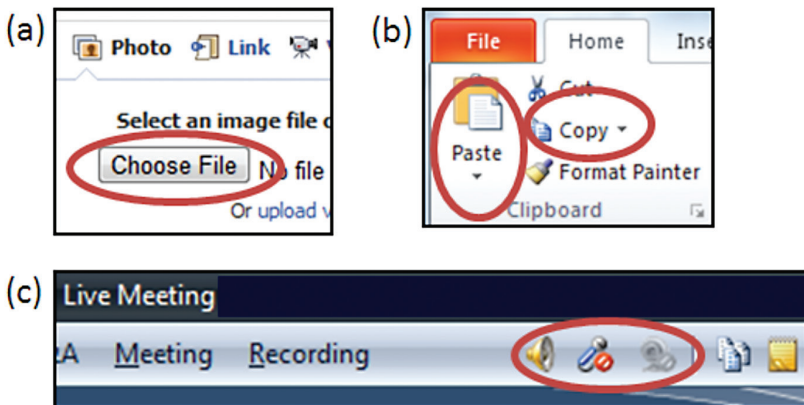 (a)
Photo Link
Select an image file
Choose File No file
Or upload
(b)
File Home Inse
Cut
Copy
Paste
Format Painter
Clipboard
(c)
Live Meeting
A Meeting Recording